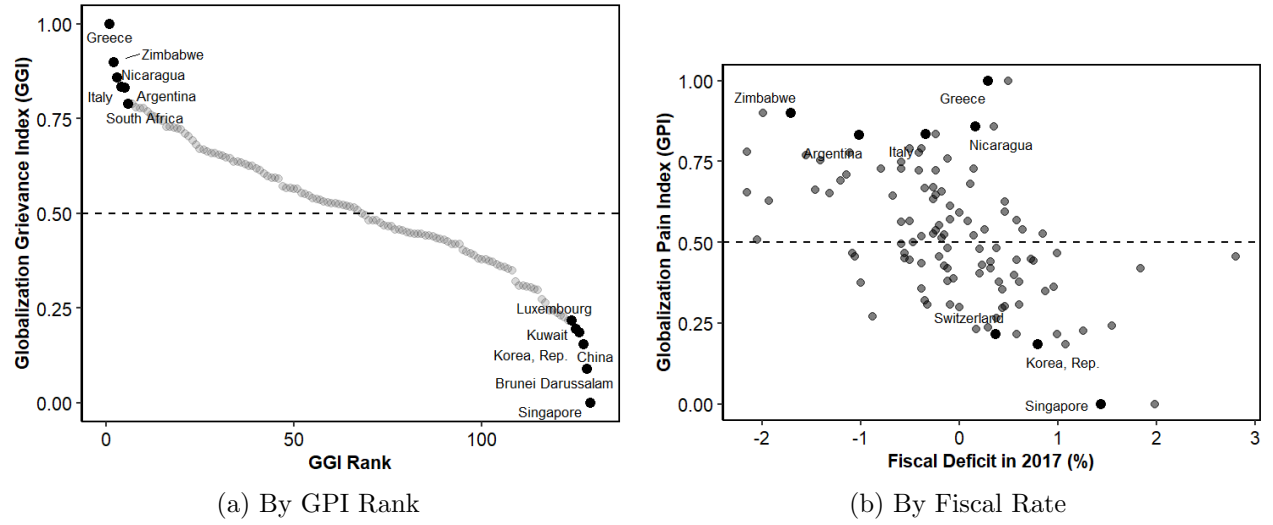 Globalization Grievance Index (GGI)
1.00
0.75
0.50
0.25
0.00
Greece
Zimbabwe
Nicaragua
Italy
Argentina
South Africa
Luxembourg
Kuwait
Korea, Rep.
China
Brunei Darussalam
Singapore
0
50
100
GGI Rank
(a) By GPI Rank
Globalization Pain Index (GPI)
1.00
0.75
0.50
0.25
0.00
Zimbabwe
Greece
Argentina
Italy
Nicaragua
Switzerland
Korea, Rep.
Singapore
-2
-1
0
1
2
3
Fiscal Deficit in 2017 (%)
(b) By Fiscal Rate